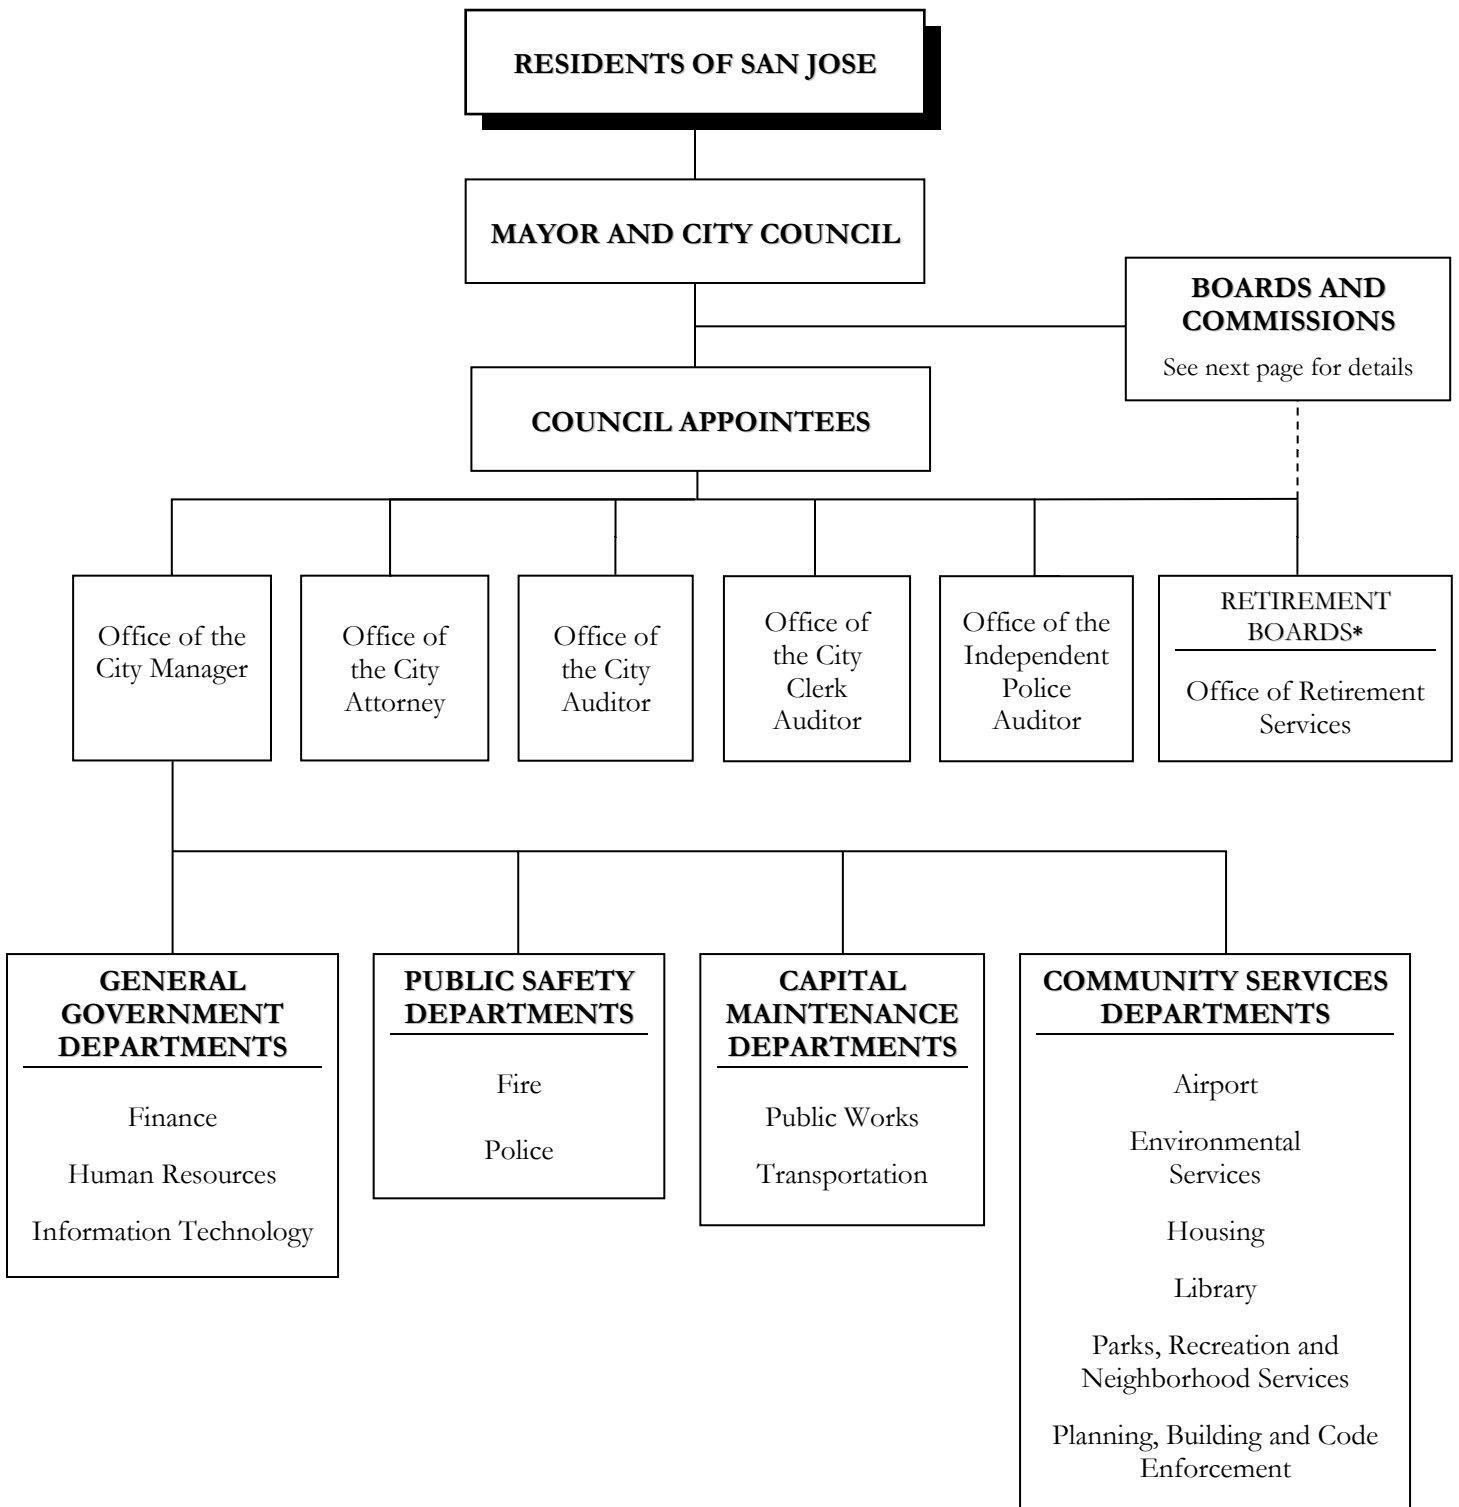 RESIDENTS OF SAN JOSE
MAYOR AND CITY COUNCIL
BOARDS AND
COMMISSIONS
See next page for details
COUNCIL APPOINTEES
Office of the
City Manager
Office of
the City
Attorney
Office of
the City
Auditor
Office of
the City
Clerk
Auditor
Office of the
Independent
Police
Auditor
RETIREMENT
BOARDS*
Office of Retirement
Services
GENERAL
GOVERNMENT
DEPARTMENTS
Finance
Human Resources
Information Technology
PUBLIC SAFETY
DEPARTMENTS
Fire
Police
CAPITAL
MAINTENANCE
DEPARTMENTS
Public Works
Transportation
COMMUNITY SERVICES
DEPARTMENTS
Airport
Environmental
Services
Housing
Library
Parks, Recreation and
Neighborhood Services
Planning, Building and Code
Enforcement